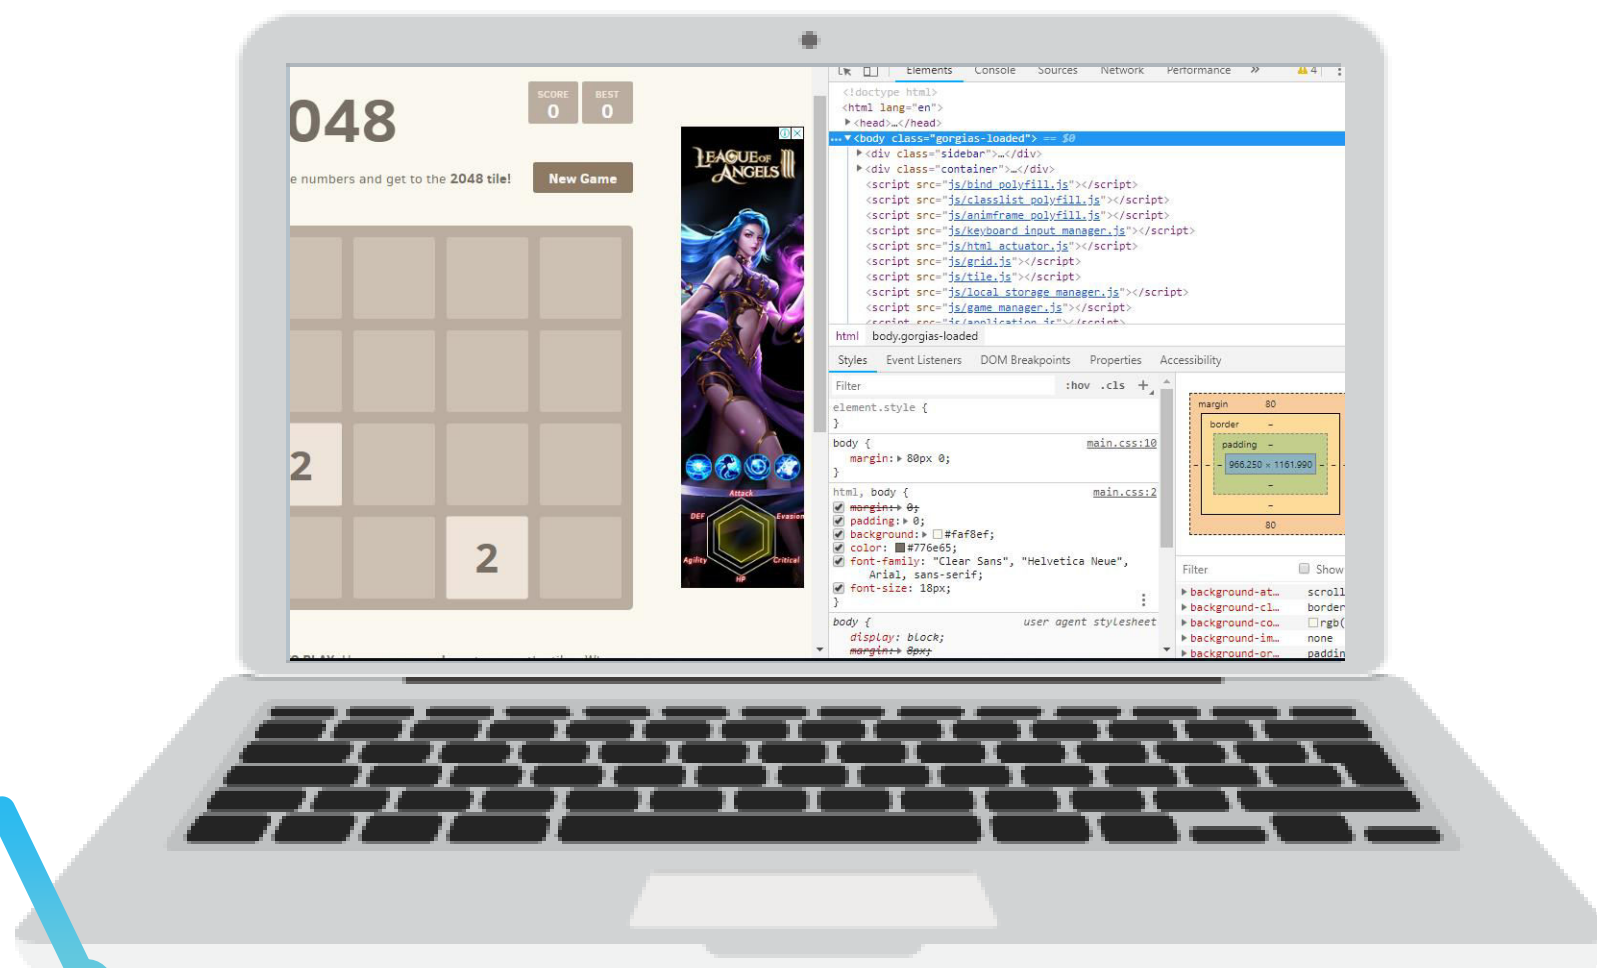 048
SCORE
0
BEST
0
e numbers and get to the 2048 tile!
New Game
2
2
LEAGUE OF
ANGELS III
Attack
DEF
Evasion
Agility
Critical
HP
Elements Console Sources Network Performance » 4
<!doctype html>
<html lang="en">
<head>…</head>
<body class="gorgias-loaded"> == $0
<div class="sidebar">…</div>
<div class="container">…</div>
<script src="js/bind_polyfill.js"></script>
<script src="js/classlist_polyfill.js"></script>
<script src="js/animframe_polyfill.js"></script>
<script src="js/keyboard_input_manager.js"></script>
<script src="js/html_actuator.js"></script>
<script src="js/grid.js"></script>
<script src="js/tile.js"></script>
<script src="js/local_storage_manager.js"></script>
<script src="js/game_manager.js"></script>
<script src="js/application.js"></script>
html body.gorgias-loaded
Styles Event Listeners DOM Breakpoints Properties Accessibility
Filter :hov .cls +
element.style {
}
body { main.css:10
margin: 80px 0;
}
html, body { main.css:2
margin: 0;
padding: 0;
background: #faf8ef;
color: #776e65;
font-family: "Clear Sans", "Helvetica Neue",
Arial, sans-serif;
font-size: 18px;
}
body { user agent stylesheet
display: block;
margin: 8px;
margin 80
border -
padding -
- - - 966.250 × 1161.990 - -
-
-
80
Filter Show
background-at… scroll
background-cl… border
background-co… rgb(
background-im… none
background-or… paddin